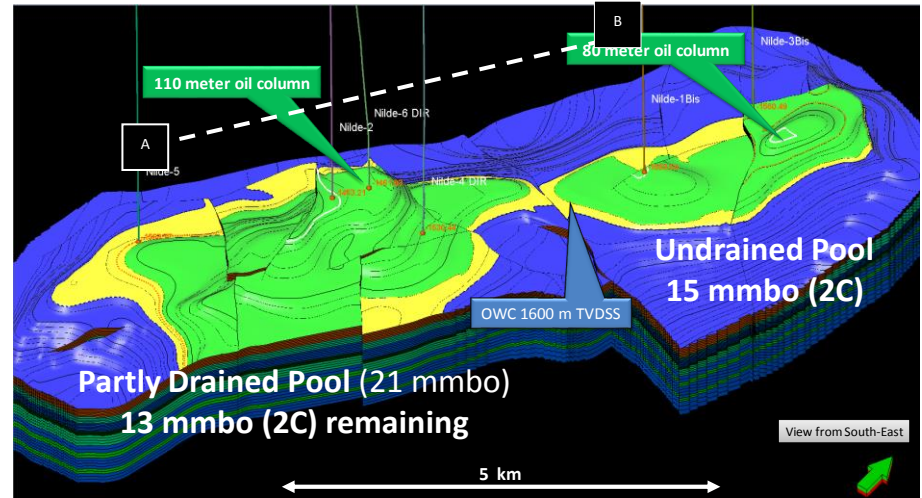 B
80 meter oil column
Nilde-3Bis
110 meter oil column
Nilde-6 DIR
Nilde-1Bis
A
Nilde-2
Nilde-5
Nilde-4 DIR
1463.21
Undrained Pool
15 mmbo (2C)
OWC 1600 m TVDSS
Partly Drained Pool (21 mmbo)
13 mmbo (2C) remaining
View from South-East
5 km